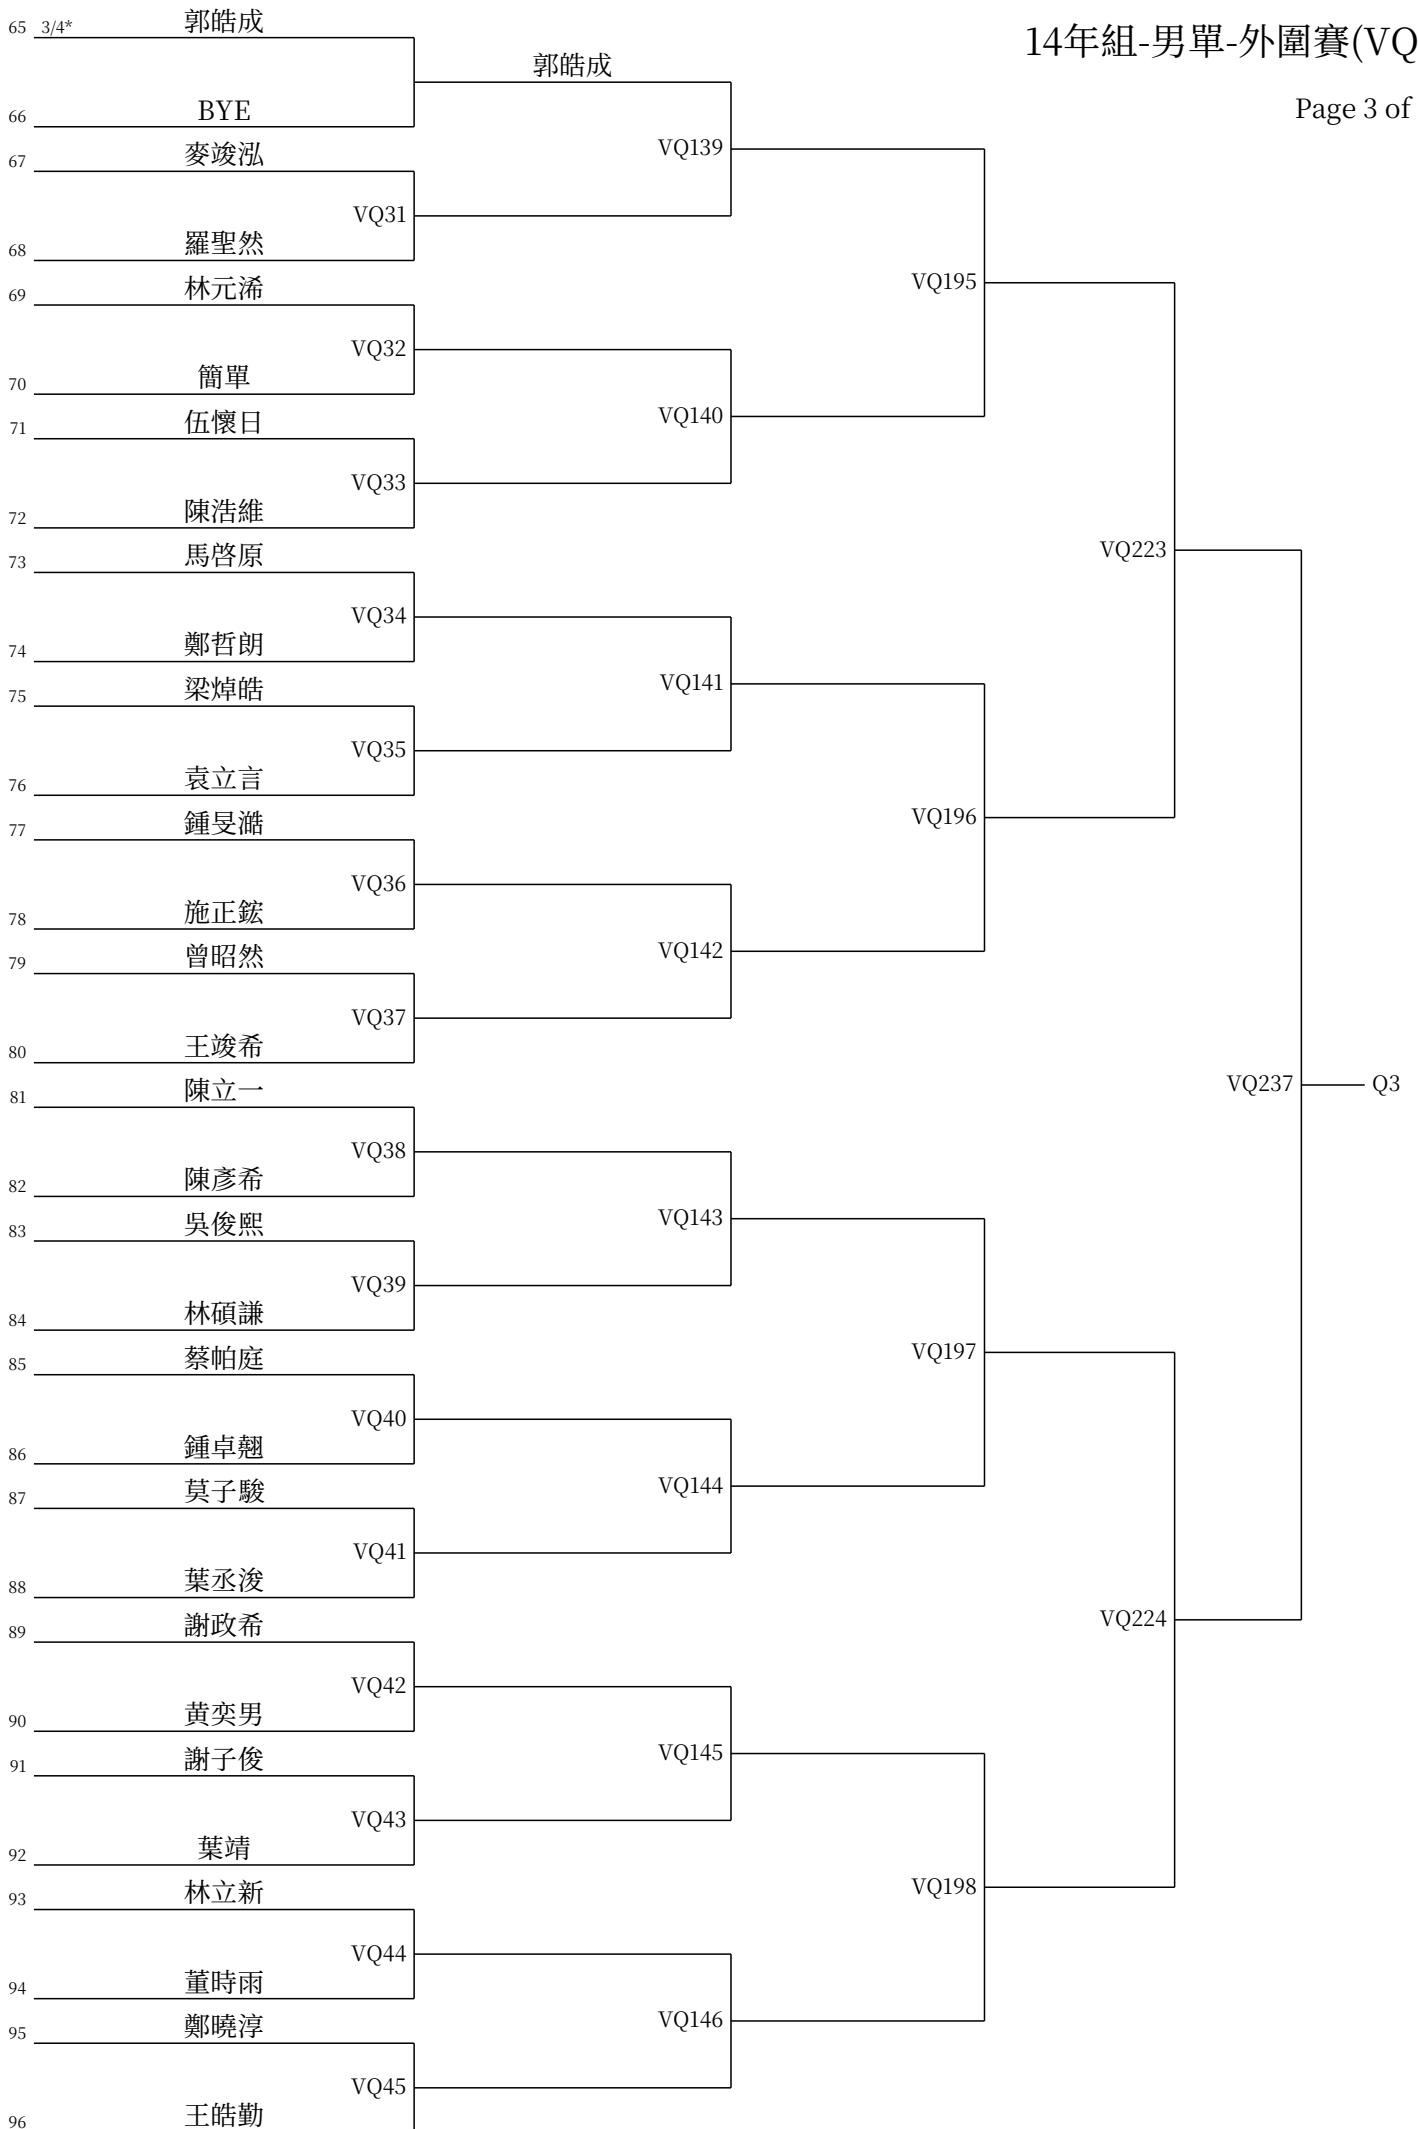 14年組-男單-外圍賽(VQ
Page 3 of
65 3/4* 郭皓成
郭皓成
66 BYE
VQ139
67 麥竣泓
VQ31
68 羅聖然
VQ195
69 林元浠
VQ32
70 簡單
VQ140
71 伍懷日
VQ33
72 陳浩維
VQ223
73 馬啓原
VQ34
74 鄭哲朗
VQ141
75 梁焯皓
VQ35
76 袁立言
VQ196
77 鍾旻澔
VQ36
78 施正鋐
VQ142
79 曾昭然
VQ37
80 王竣希
VQ237 Q3
81 陳立一
VQ38
82 陳彥希
VQ143
83 吳俊熙
VQ39
84 林碩謙
VQ197
85 蔡帕庭
VQ40
86 鍾卓翹
VQ144
87 莫子駿
VQ41
88 葉丞浚
VQ224
89 謝政希
VQ42
90 黃奕男
VQ145
91 謝子俊
VQ43
92 葉靖
VQ198
93 林立新
VQ44
94 董時雨
VQ146
95 鄭曉淳
VQ45
96 王皓勤